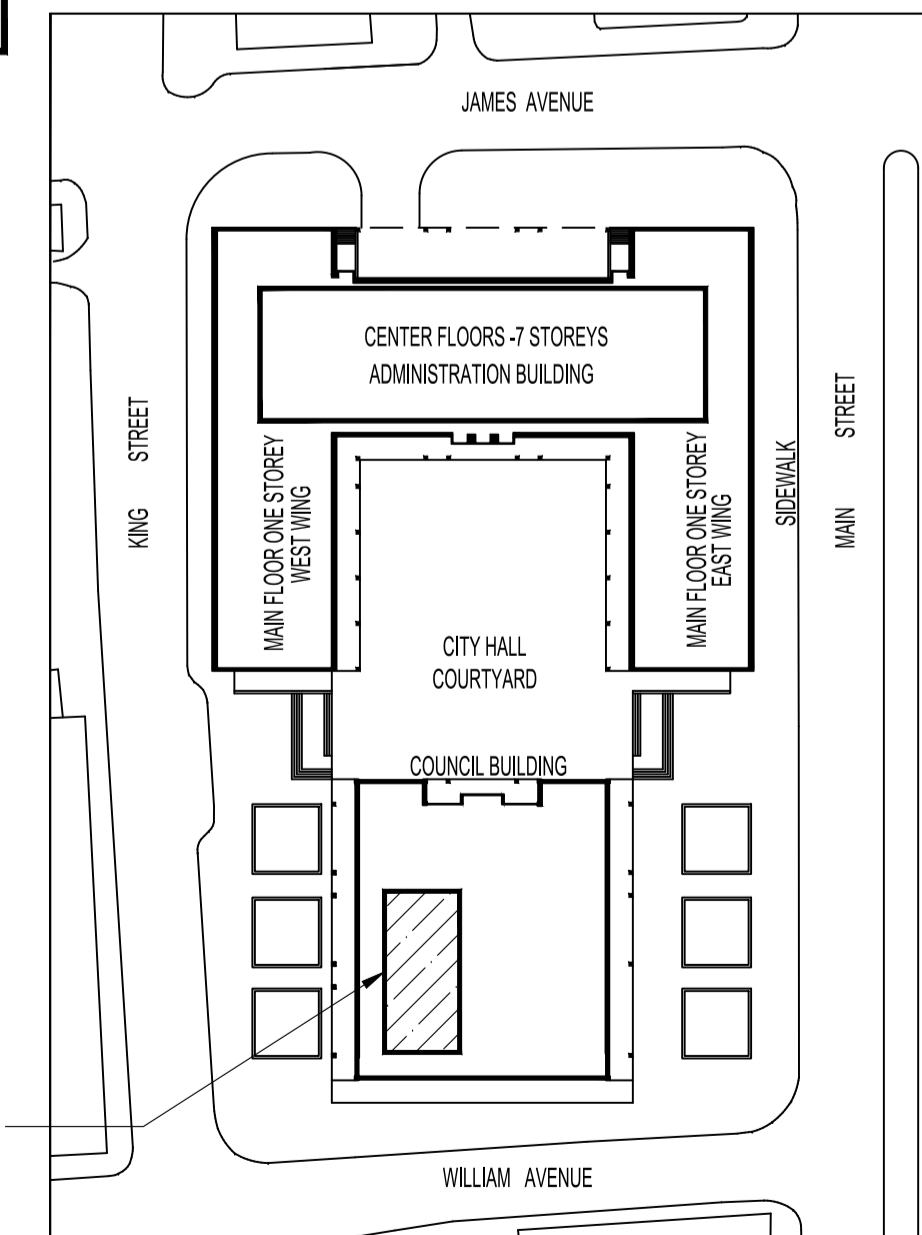 JAMES AVENUE
CENTER FLOORS -7 STOREYS
ADMINISTRATION BUILDING
KING STREET
MAIN FLOOR ONE STOREY
WEST WING
MAIN FLOOR ONE STOREY
EAST WING
SIDEWALK
MAIN STREET
CITY HALL
COURTYARD
COUNCIL BUILDING
WILLIAM AVENUE